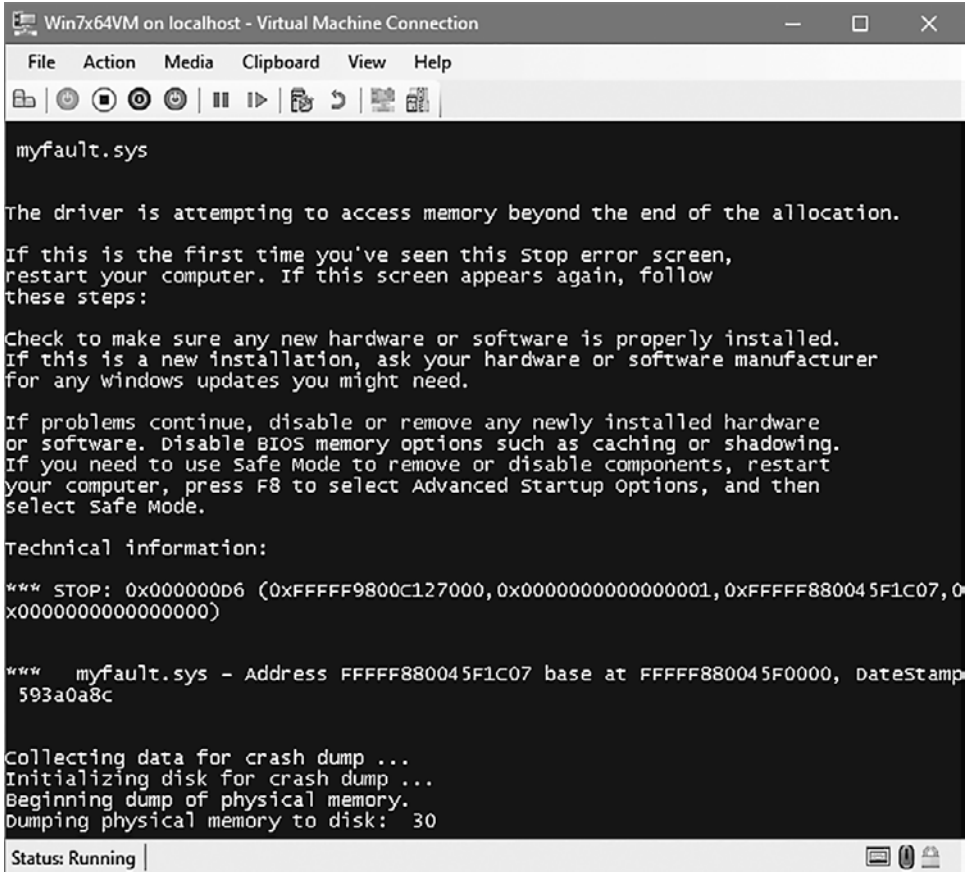 Win7x64VM on localhost - Virtual Machine Connection
File Action Media Clipboard View Help
myfault.sys
The driver is attempting to access memory beyond the end of the allocation.
If this is the first time you've seen this Stop error screen,
restart your computer. If this screen appears again, follow
these steps:
Check to make sure any new hardware or software is properly installed.
If this is a new installation, ask your hardware or software manufacturer
for any Windows updates you might need.
If problems continue, disable or remove any newly installed hardware
or software. Disable BIOS memory options such as caching or shadowing.
If you need to use Safe Mode to remove or disable components, restart
your computer, press F8 to select Advanced Startup Options, and then
select Safe Mode.
Technical information:
*** STOP: 0x000000D6 (0xFFFFF9800C127000,0x0000000000000001,0xFFFFF880045F1C07,0
x0000000000000000)
*** myfault.sys - Address FFFFF880045F1C07 base at FFFFF880045F0000, DateStamp
593a0a8c
Collecting data for crash dump ...
Initializing disk for crash dump ...
Beginning dump of physical memory.
Dumping physical memory to disk: 30
Status: Running